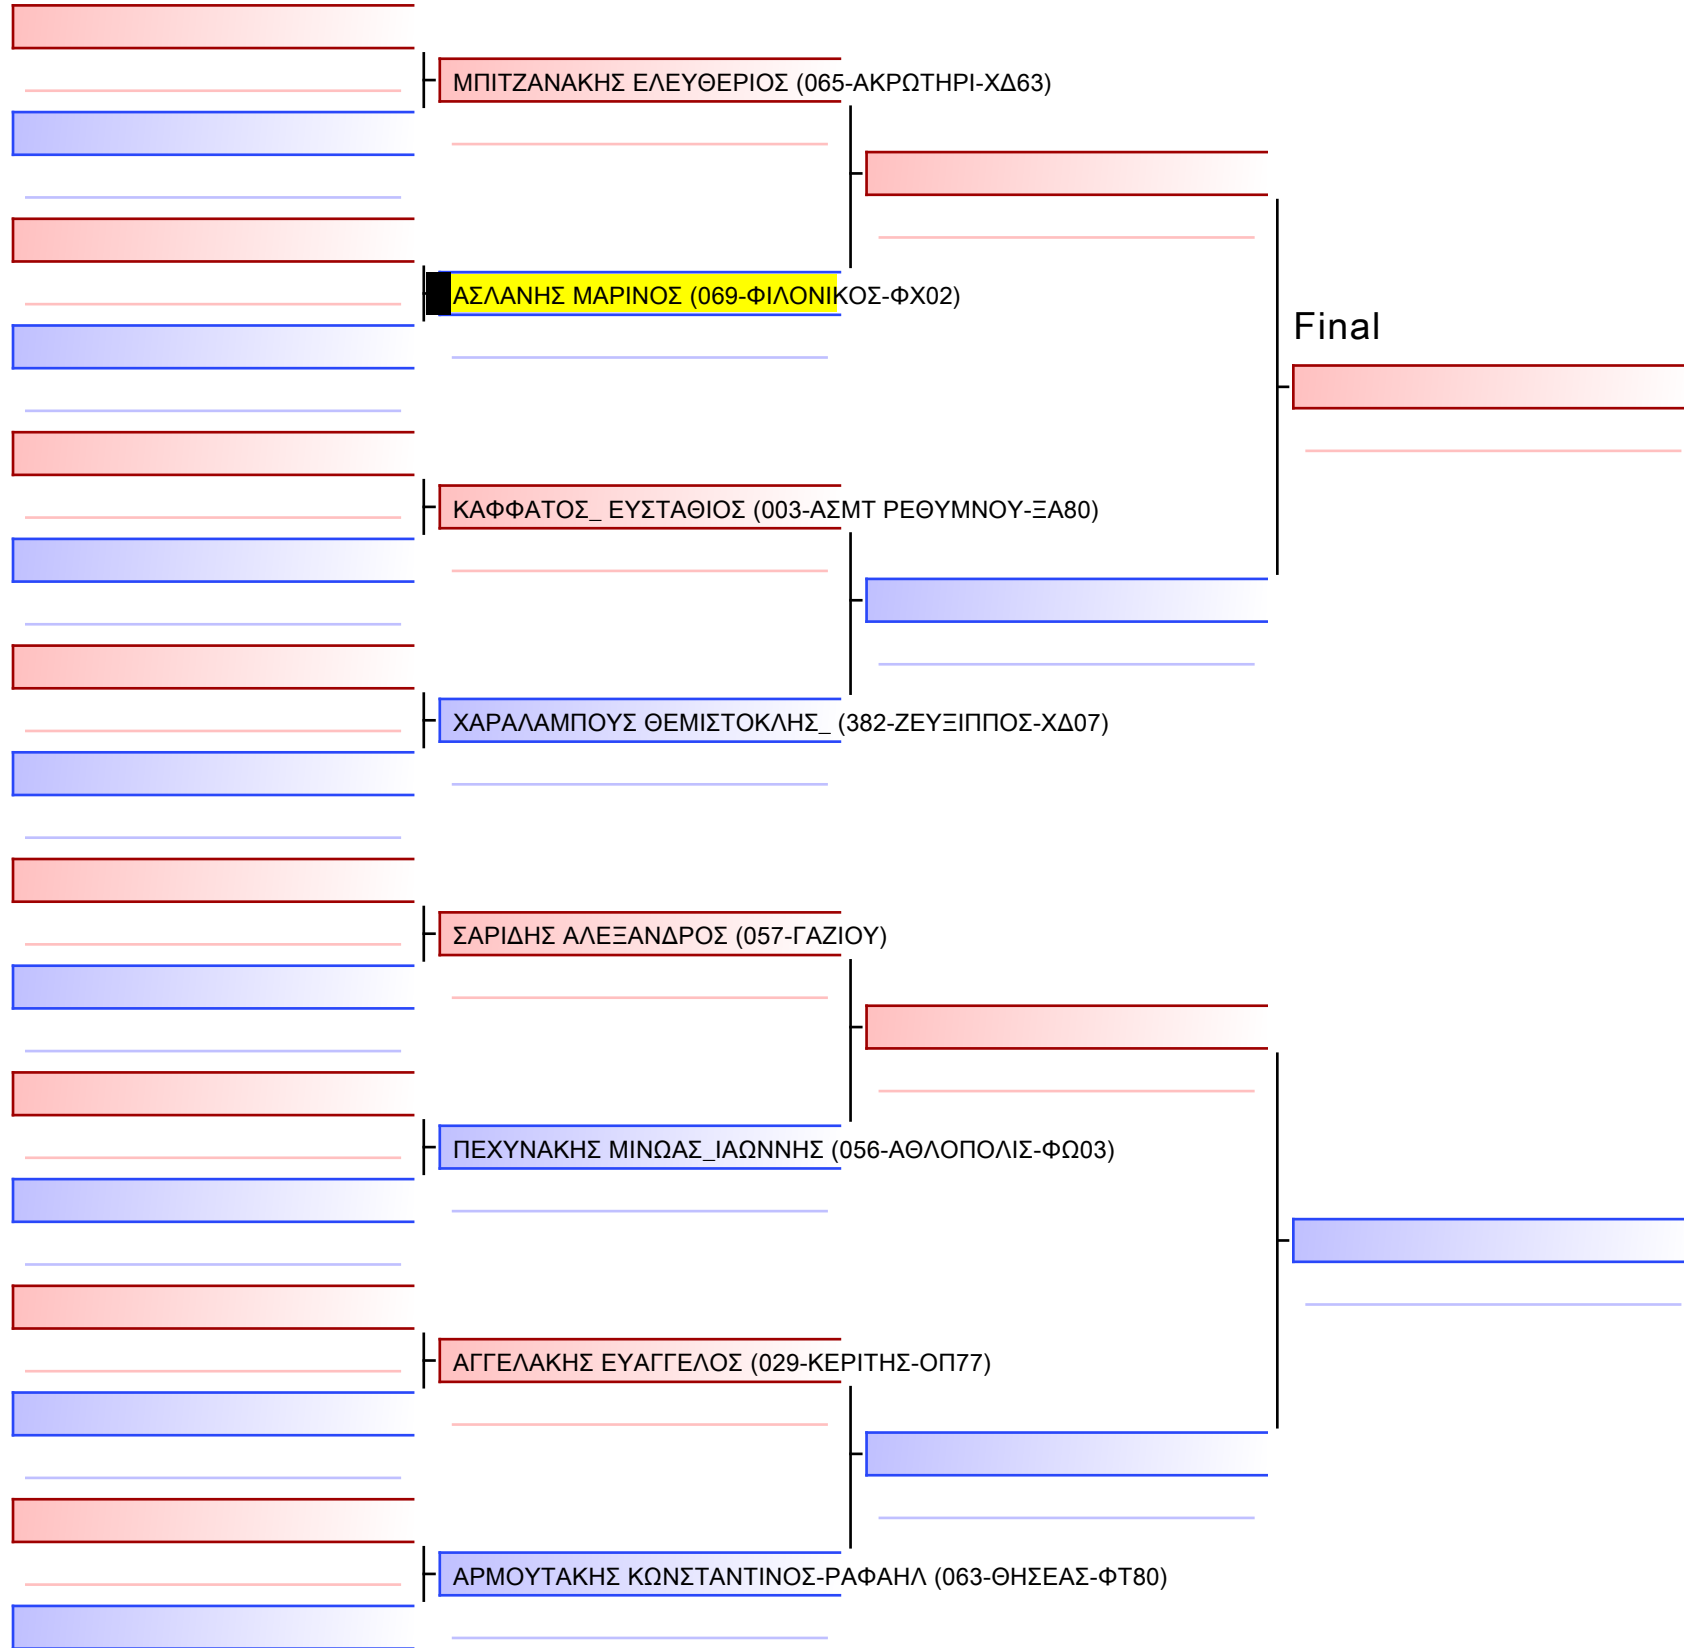 ΜΠΙΤΖΑΝΑΚΗΣ ΕΛΕΥΘΕΡΙΟΣ (065-ΑΚΡΩΤΗΡΙ-ΧΔ63)
ΑΣΛΑΝΗΣ ΜΑΡΙΝΟΣ (069-ΦΙΛΟΝΙΚΟΣ-ΦΧ02)
Final
ΚΑΦΦΑΤΟΣ_ ΕΥΣΤΑΘΙΟΣ (003-ΑΣΜΤ ΡΕΘΥΜΝΟΥ-ΞΑ80)
ΧΑΡΑΛΑΜΠΟΥΣ ΘΕΜΙΣΤΟΚΛΗΣ_ (382-ΖΕΥΞΙΠΠΟΣ-ΧΔ07)
ΣΑΡΙΔΗΣ ΑΛΕΞΑΝΔΡΟΣ (057-ΓΑΖΙΟΥ)
ΠΕΧΥΝΑΚΗΣ ΜΙΝΩΑΣ_ΙΑΩΝΝΗΣ (056-ΑΘΛΟΠΟΛΙΣ-ΦΩ03)
ΑΓΓΕΛΑΚΗΣ ΕΥΑΓΓΕΛΟΣ (029-ΚΕΡΙΤΗΣ-ΟΠ77)
ΑΡΜΟΥΤΑΚΗΣ ΚΩΝΣΤΑΝΤΙΝΟΣ-ΡΑΦΑΗΛ (063-ΘΗΣΕΑΣ-ΦΤ80)